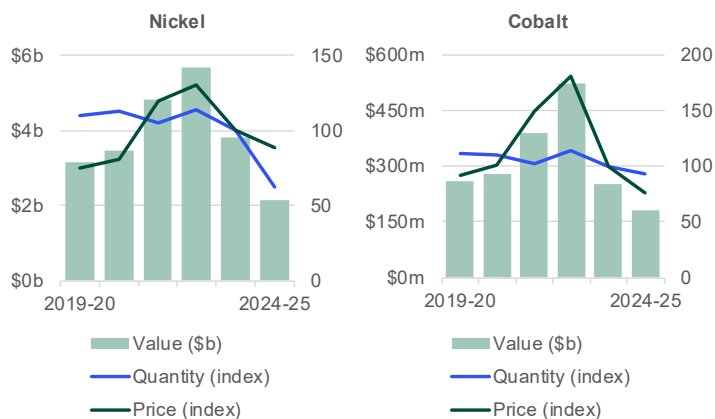 Nickel
$6b
$4b
$2b
$0b
150
100
50
0
2019-20
2024-25
Value ($b)
Quantity (index)
Price (index)
Cobalt
$600m
$450m
$300m
$150m
$0m
200
150
100
50
0
2019-20
2024-25
Value ($b)
Quantity (index)
Price (index)